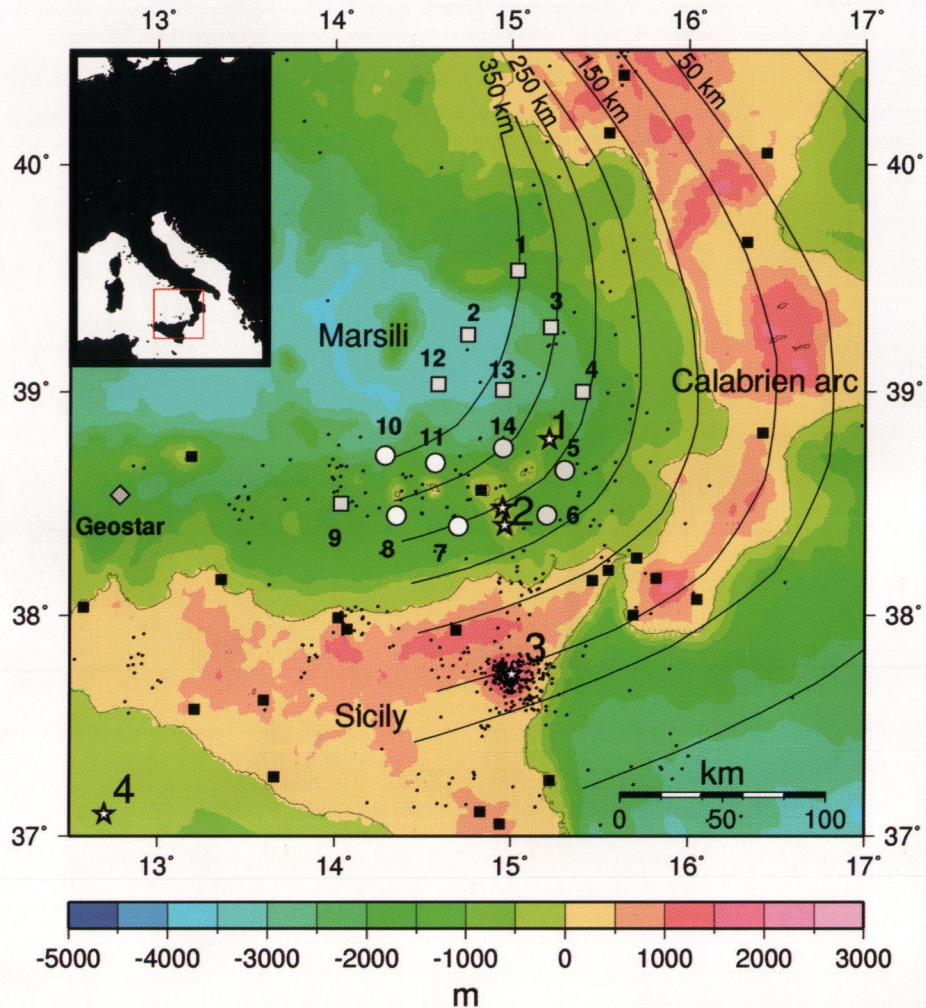 13° 14° 15° 16° 17°
350 km 250 km 150 km 50 km
40° 40°
1
2 3
Marsili
12 13 4
39° 39°
Calabrien arc
10 11 14 1
5
Geostar
9 8 7 2 6
38° 38°
3
Sicily
4
km
0 50 100
37° 37°
13° 14° 15° 16° 17°
-5000 -4000 -3000 -2000 -1000 0 1000 2000 3000
m